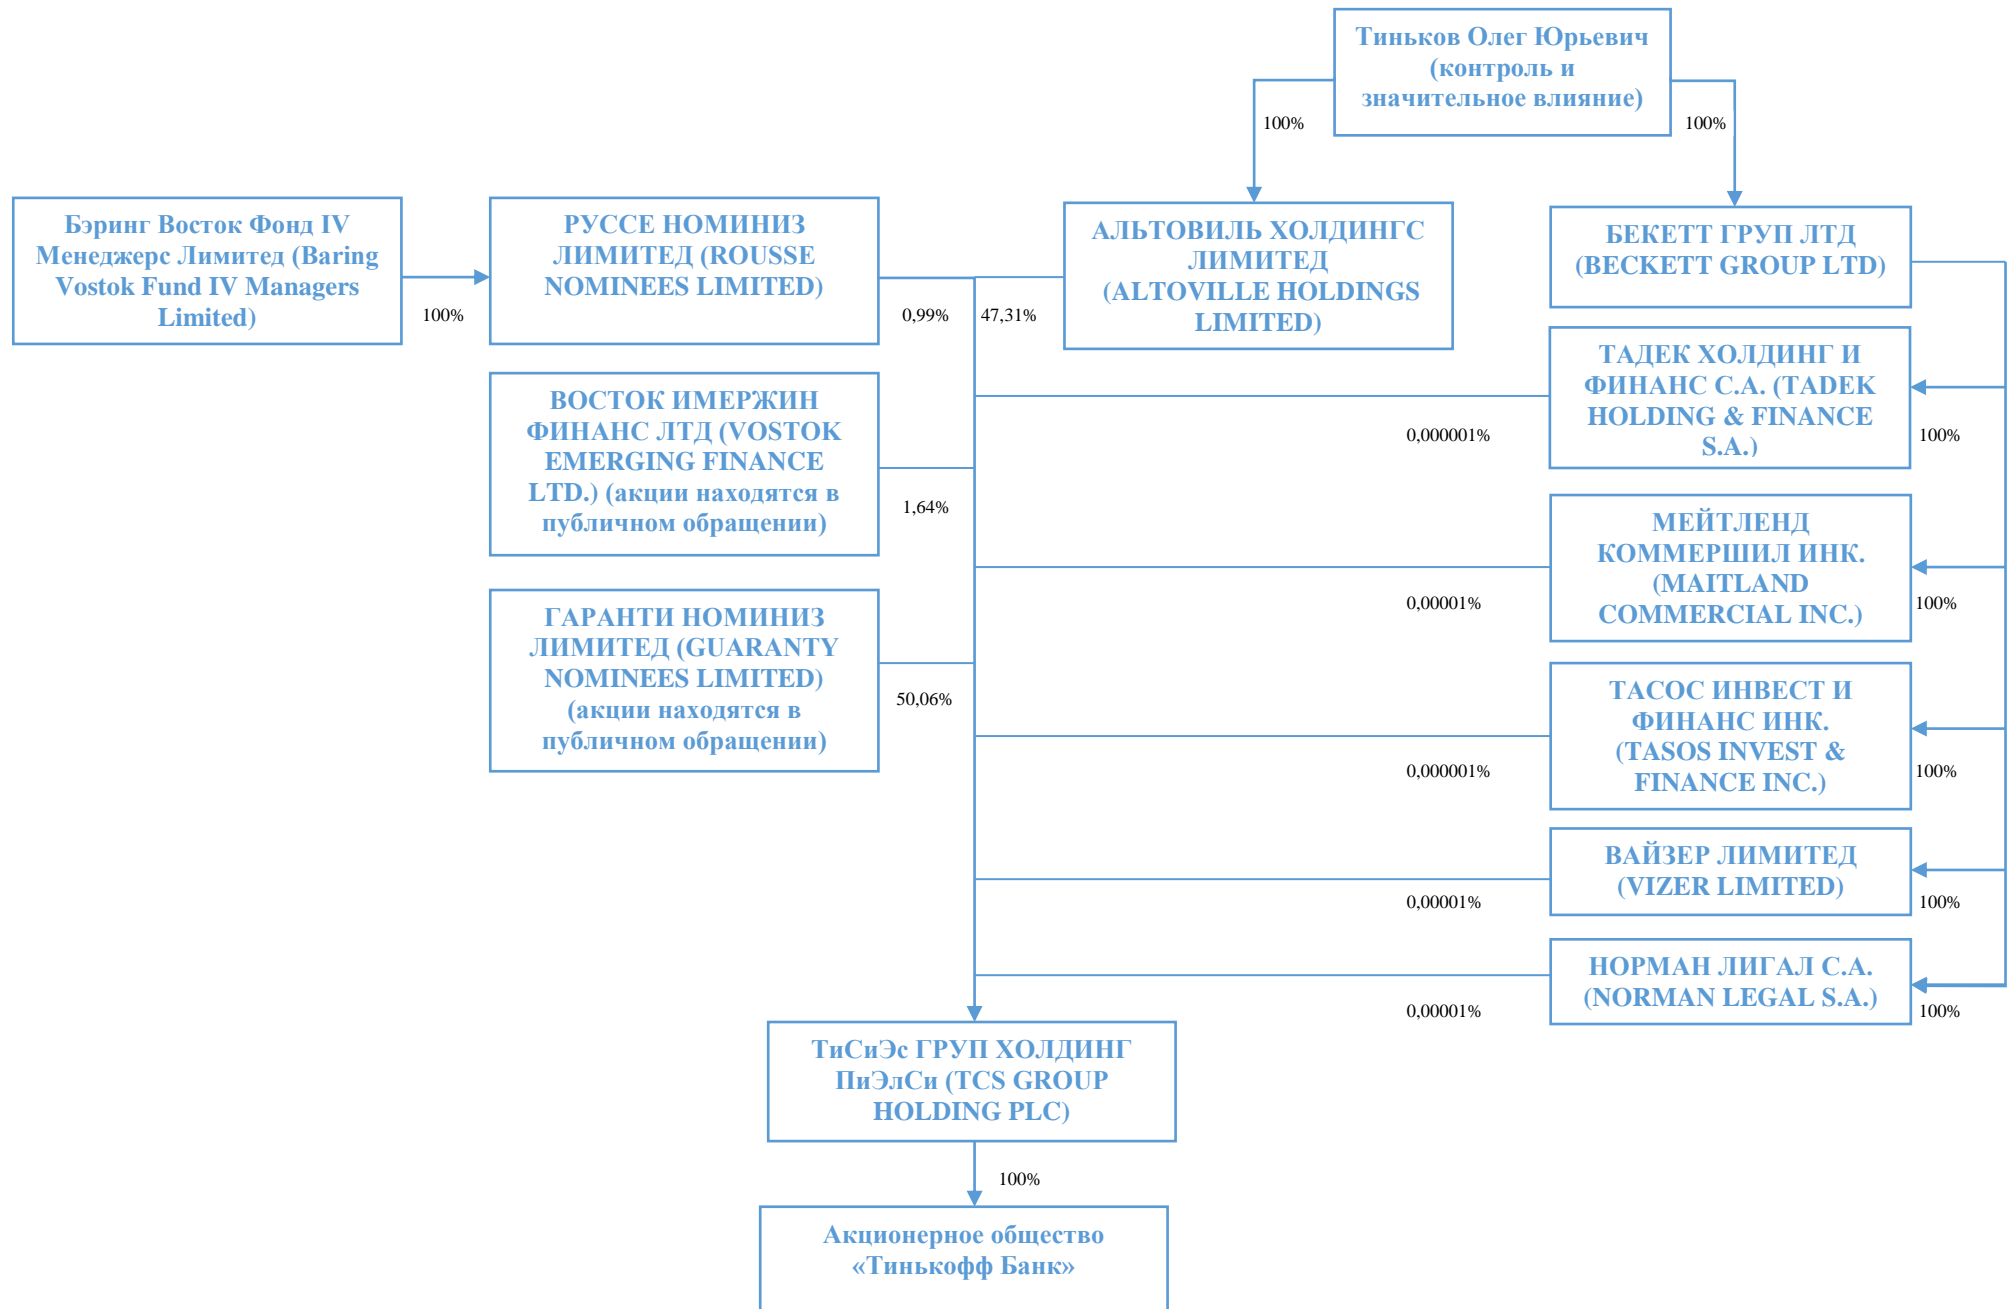 Тиньков Олег Юрьевич
(контроль и
значительное влияние)
100%
100%
Бэринг Восток Фонд IV
Менеджерс Лимитед (Baring
Vostok Fund IV Managers
Limited)
100%
РУССЕ НОМИНИЗ
ЛИМИТЕД (ROUSSE
NOMINEES LIMITED)
0,99%
47,31%
АЛЬТОВИЛЬ ХОЛДИНГС
ЛИМИТЕД
(ALTOVILLE HOLDINGS
LIMITED)
БЕКЕТТ ГРУП ЛТД
(BECKETT GROUP LTD)
ВОСТОК ИМЕРЖИН
ФИНАНС ЛТД (VOSTOK
EMERGING FINANCE
LTD.) (акции находятся в
публичном обращении)
1,64%
0,000001%
ТАДЕК ХОЛДИНГ И
ФИНАНС С.А. (TADEK
HOLDING & FINANCE
S.A.)
100%
0,00001%
МЕЙТЛЕНД
КОММЕРШИЛ ИНК.
(MAITLAND
COMMERCIAL INC.)
100%
ГАРАНТИ НОМИНИЗ
ЛИМИТЕД (GUARANTY
NOMINEES LIMITED)
(акции находятся в
публичном обращении)
50,06%
0,000001%
ТАСОС ИНВЕСТ И
ФИНАНС ИНК.
(TASOS INVEST &
FINANCE INC.)
100%
0,00001%
ВАЙЗЕР ЛИМИТЕД
(VIZER LIMITED)
100%
0,00001%
НОРМАН ЛИГАЛ С.А.
(NORMAN LEGAL S.A.)
100%
ТиСиЭс ГРУП ХОЛДИНГ
ПиЭлСи (TCS GROUP
HOLDING PLC)
100%
Акционерное общество
«Тинькофф Банк»